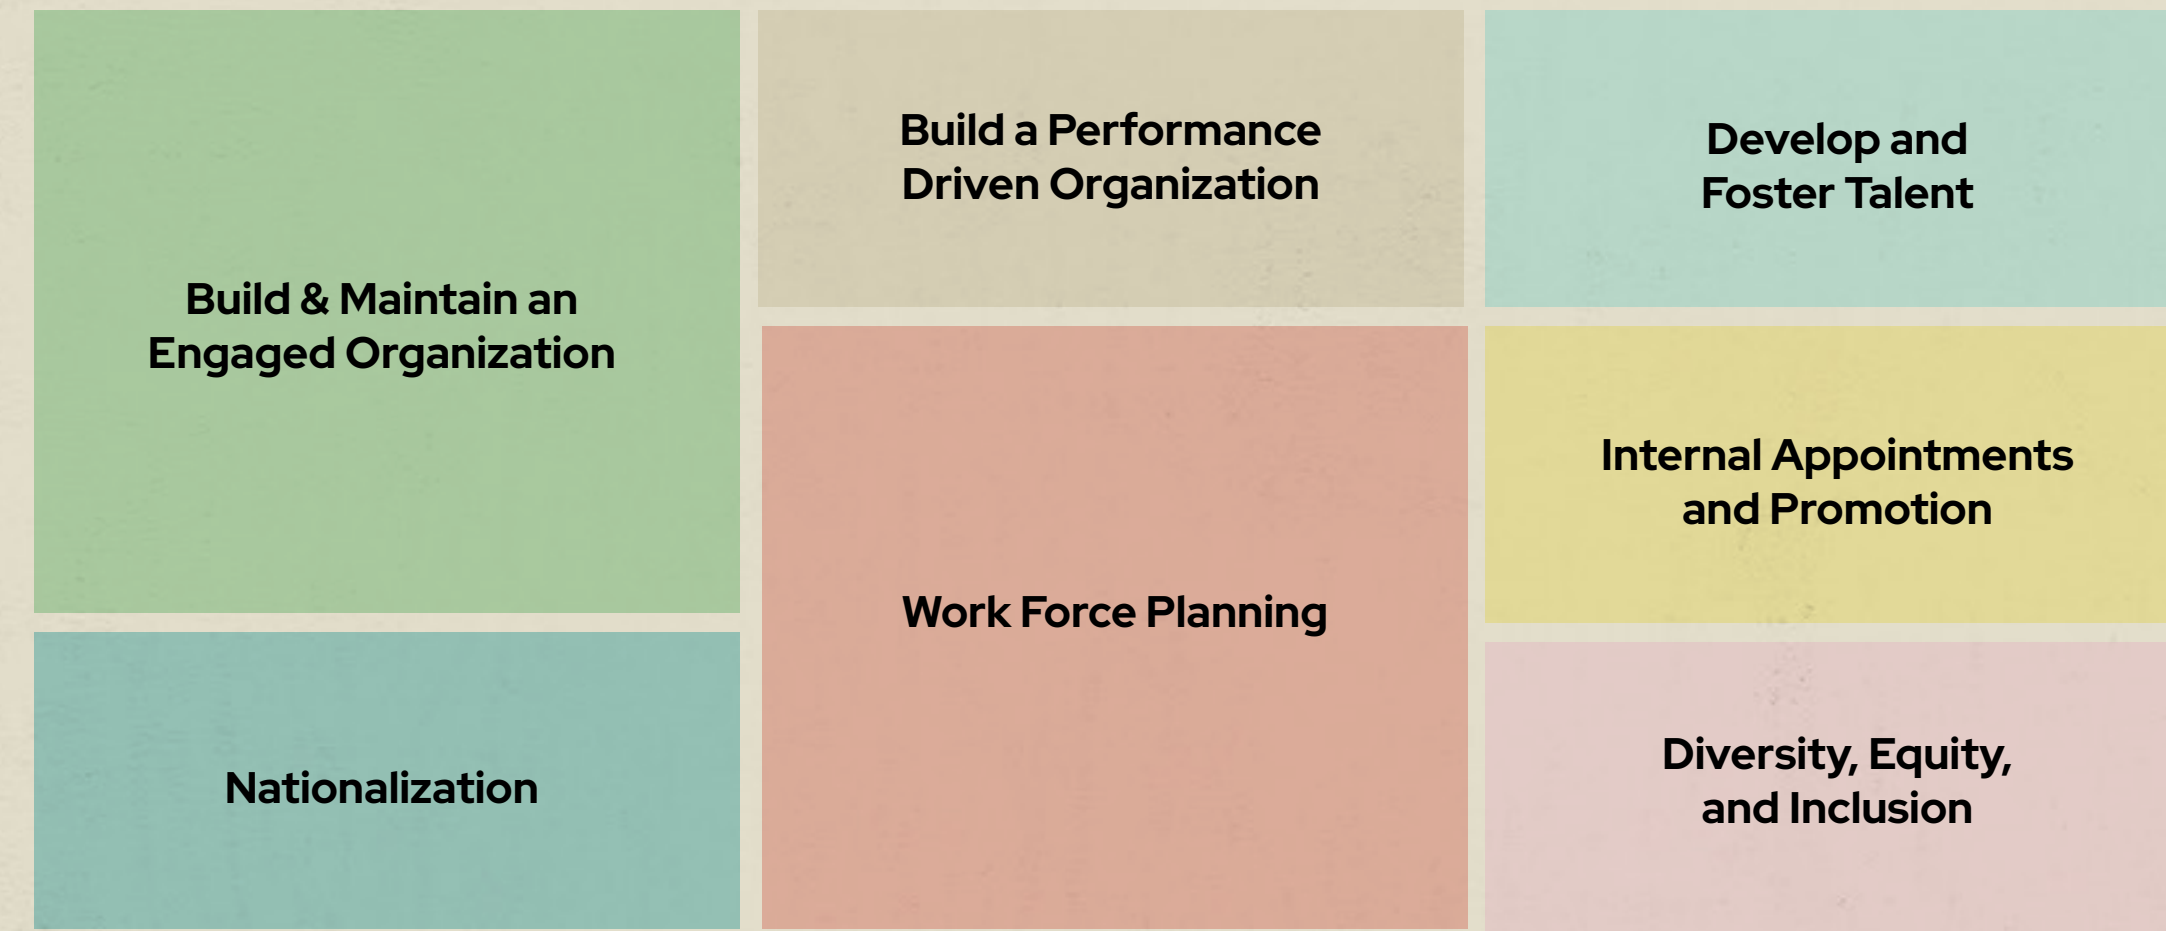 Build & Maintain an
Engaged Organization
Nationalization
Build a Performance
Driven Organization
Work Force Planning
Develop and
Foster Talent
Internal Appointments
and Promotion
Diversity, Equity,
and Inclusion